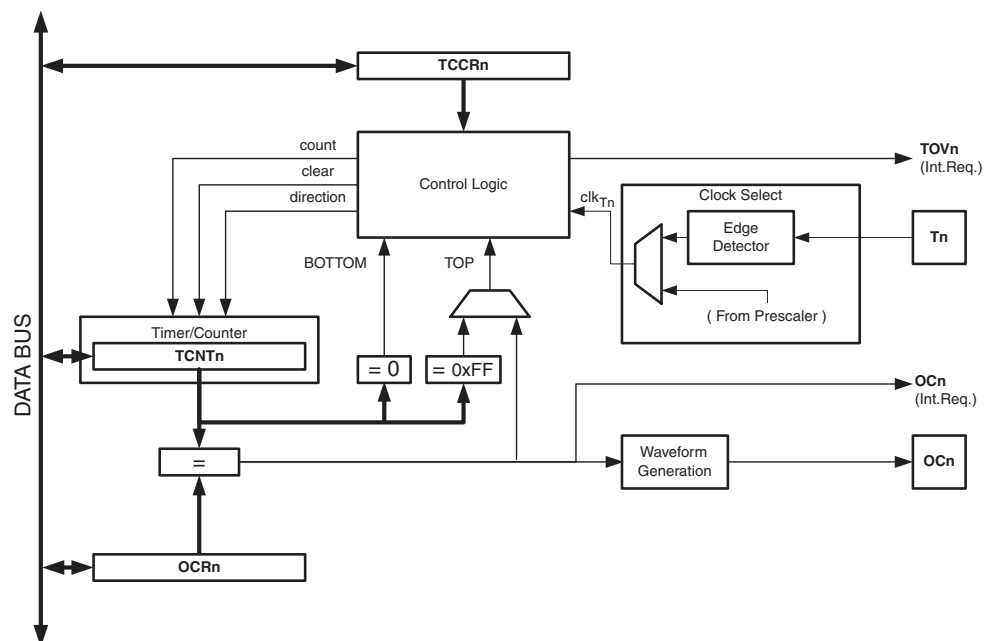 TCCRn
count
clear
direction
Control Logic
TOVn
(Int.Req.)
clkTn
Clock Select
Edge
Detector
Tn
( From Prescaler )
BOTTOM
TOP
Timer/Counter
TCNTn
= 0
= 0xFF
DATA BUS
OCn
(Int.Req.)
=
Waveform
Generation
OCn
OCRn